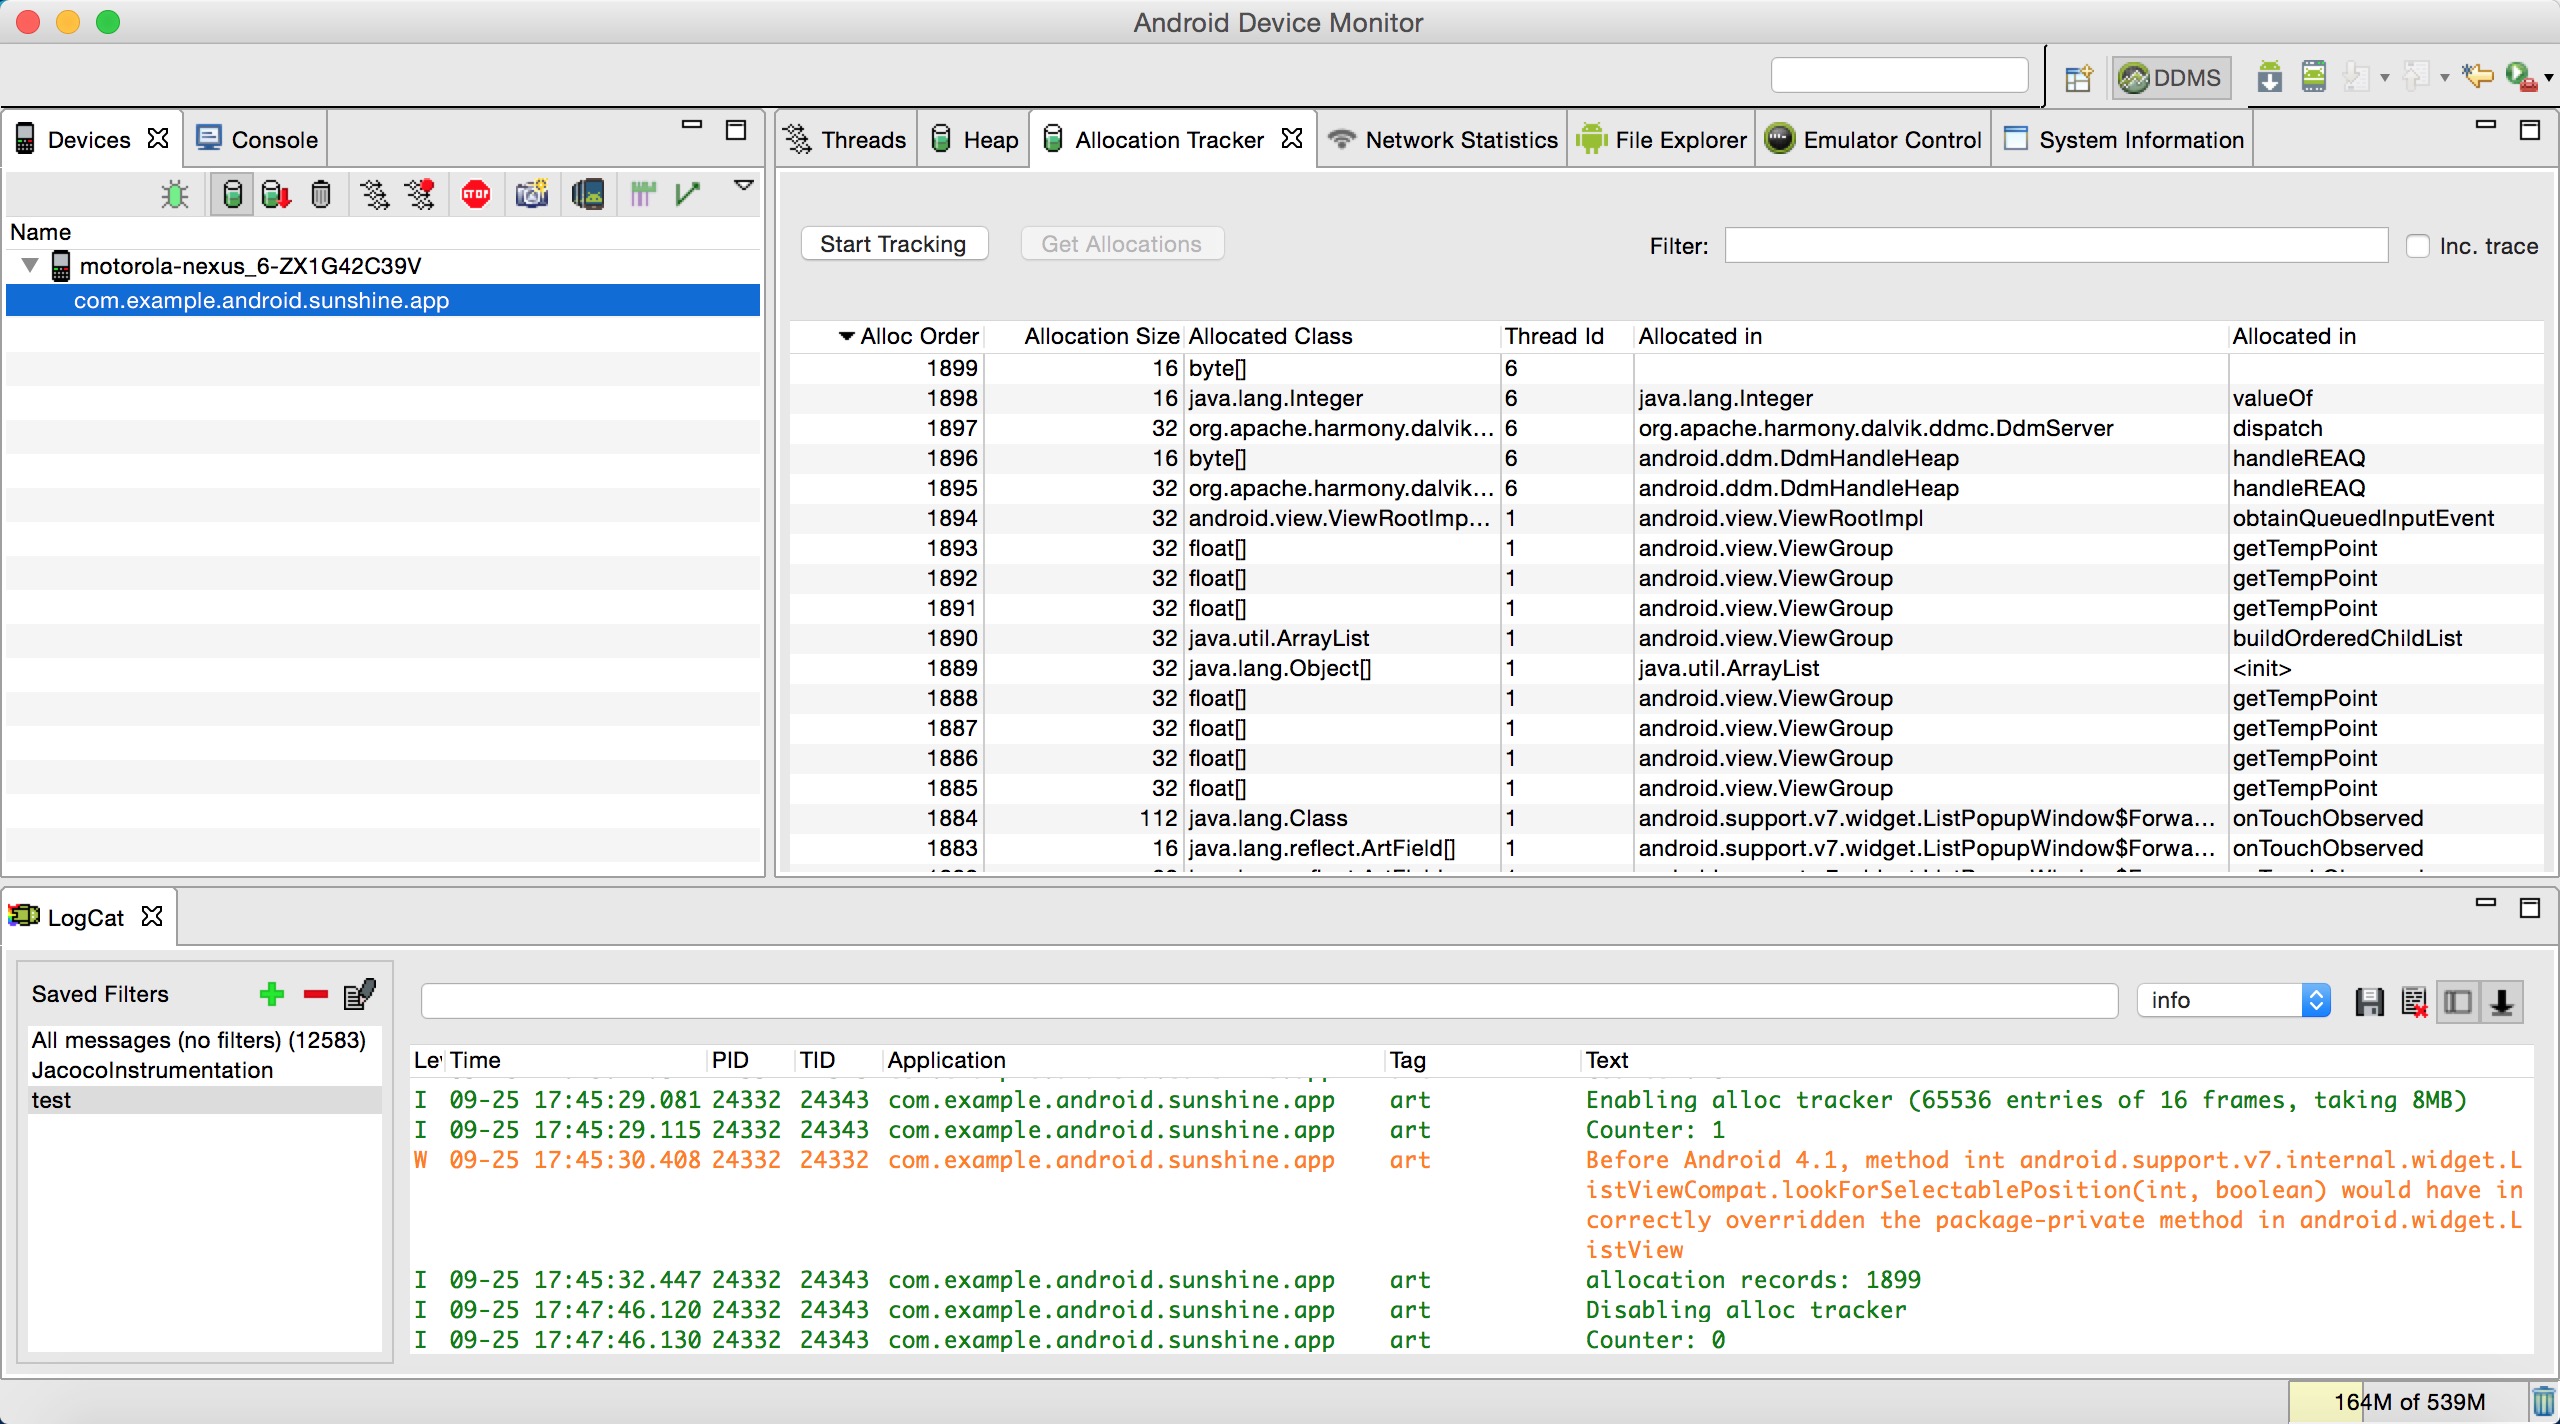 Android Device Monitor
DDMS
Devices
Console
Threads
Heap
Allocation Tracker
Network Statistics
File Explorer
Emulator Control
System Information
STOP
Name
motorola-nexus_6-ZX1G42C39V
com.example.android.sunshine.app
Start Tracking
Get Allocations
Filter:
Inc. trace
Alloc Order Allocation Size Allocated Class Thread Id Allocated in Allocated in
1899 16 byte[] 6
1898 16 java.lang.Integer 6 java.lang.Integer valueOf
1897 32 org.apache.harmony.dalvik... 6 org.apache.harmony.dalvik.ddmc.DdmServer dispatch
1896 16 byte[] 6 android.ddm.DdmHandleHeap handleREAQ
1895 32 org.apache.harmony.dalvik... 6 android.ddm.DdmHandleHeap handleREAQ
1894 32 android.view.ViewRootImp... 1 android.view.ViewRootImpl obtainQueuedInputEvent
1893 32 float[] 1 android.view.ViewGroup getTempPoint
1892 32 float[] 1 android.view.ViewGroup getTempPoint
1891 32 float[] 1 android.view.ViewGroup getTempPoint
1890 32 java.util.ArrayList 1 android.view.ViewGroup buildOrderedChildList
1889 32 java.lang.Object[] 1 java.util.ArrayList <init>
1888 32 float[] 1 android.view.ViewGroup getTempPoint
1887 32 float[] 1 android.view.ViewGroup getTempPoint
1886 32 float[] 1 android.view.ViewGroup getTempPoint
1885 32 float[] 1 android.view.ViewGroup getTempPoint
1884 112 java.lang.Class 1 android.support.v7.widget.ListPopupWindow$Forwa... onTouchObserved
1883 16 java.lang.reflect.ArtField[] 1 android.support.v7.widget.ListPopupWindow$Forwa... onTouchObserved
LogCat
Saved Filters
All messages (no filters) (12583)
JacocoInstrumentation
test
info
Le Time PID TID Application Tag Text
I 09-25 17:45:29.081 24332 24343 com.example.android.sunshine.app art Enabling alloc tracker (65536 entries of 16 frames, taking 8MB)
I 09-25 17:45:29.115 24332 24343 com.example.android.sunshine.app art Counter: 1
W 09-25 17:45:30.408 24332 24332 com.example.android.sunshine.app art Before Android 4.1, method int android.support.v7.internal.widget.L
istViewCompat.lookForSelectablePosition(int, boolean) would have in
correctly overridden the package-private method in android.widget.L
istView
I 09-25 17:45:32.447 24332 24343 com.example.android.sunshine.app art allocation records: 1899
I 09-25 17:47:46.120 24332 24343 com.example.android.sunshine.app art Disabling alloc tracker
I 09-25 17:47:46.130 24332 24343 com.example.android.sunshine.app art Counter: 0
164M of 539M